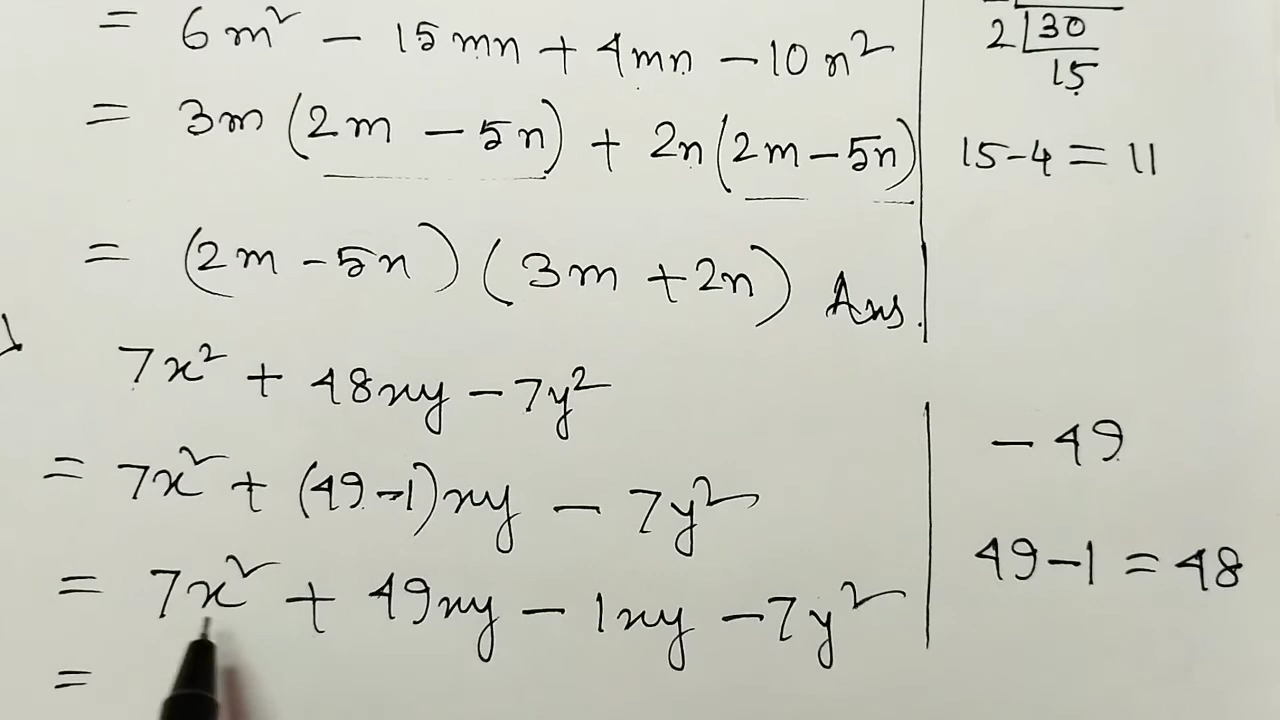 = 6m² - 15mn + 4mn - 10n²
= 3m (2m - 5n) + 2n (2m - 5n)
= (2m - 5n) (3m + 2n) Ans.
2 | 30
15
15 - 4 = 11
7x² + 48xy - 7y²
= 7x² + (49-1)xy - 7y²
= 7x² + 49xy - 1xy - 7y²
=
- 49
49 - 1 = 48